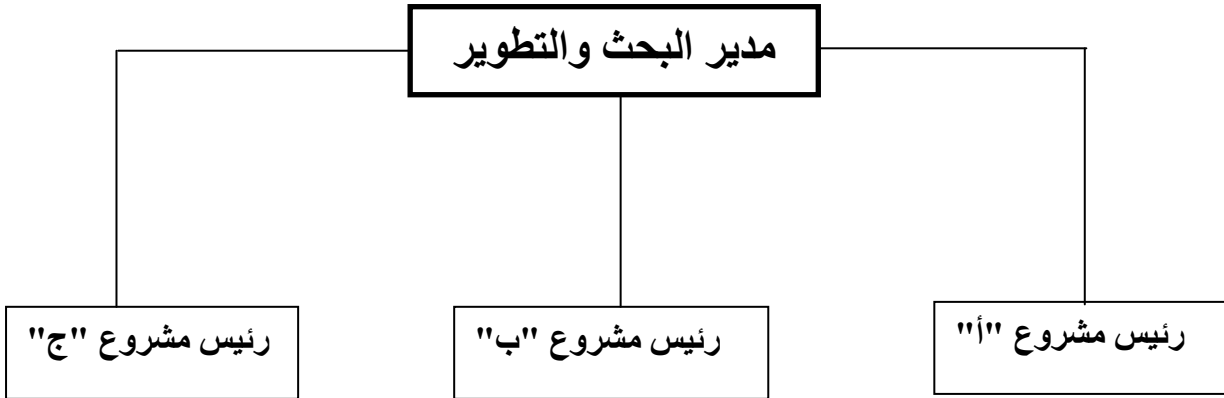 مدير البحث والتطوير
رئيس مشروع "أ"
رئيس مشروع "ب"
رئيس مشروع "ج"